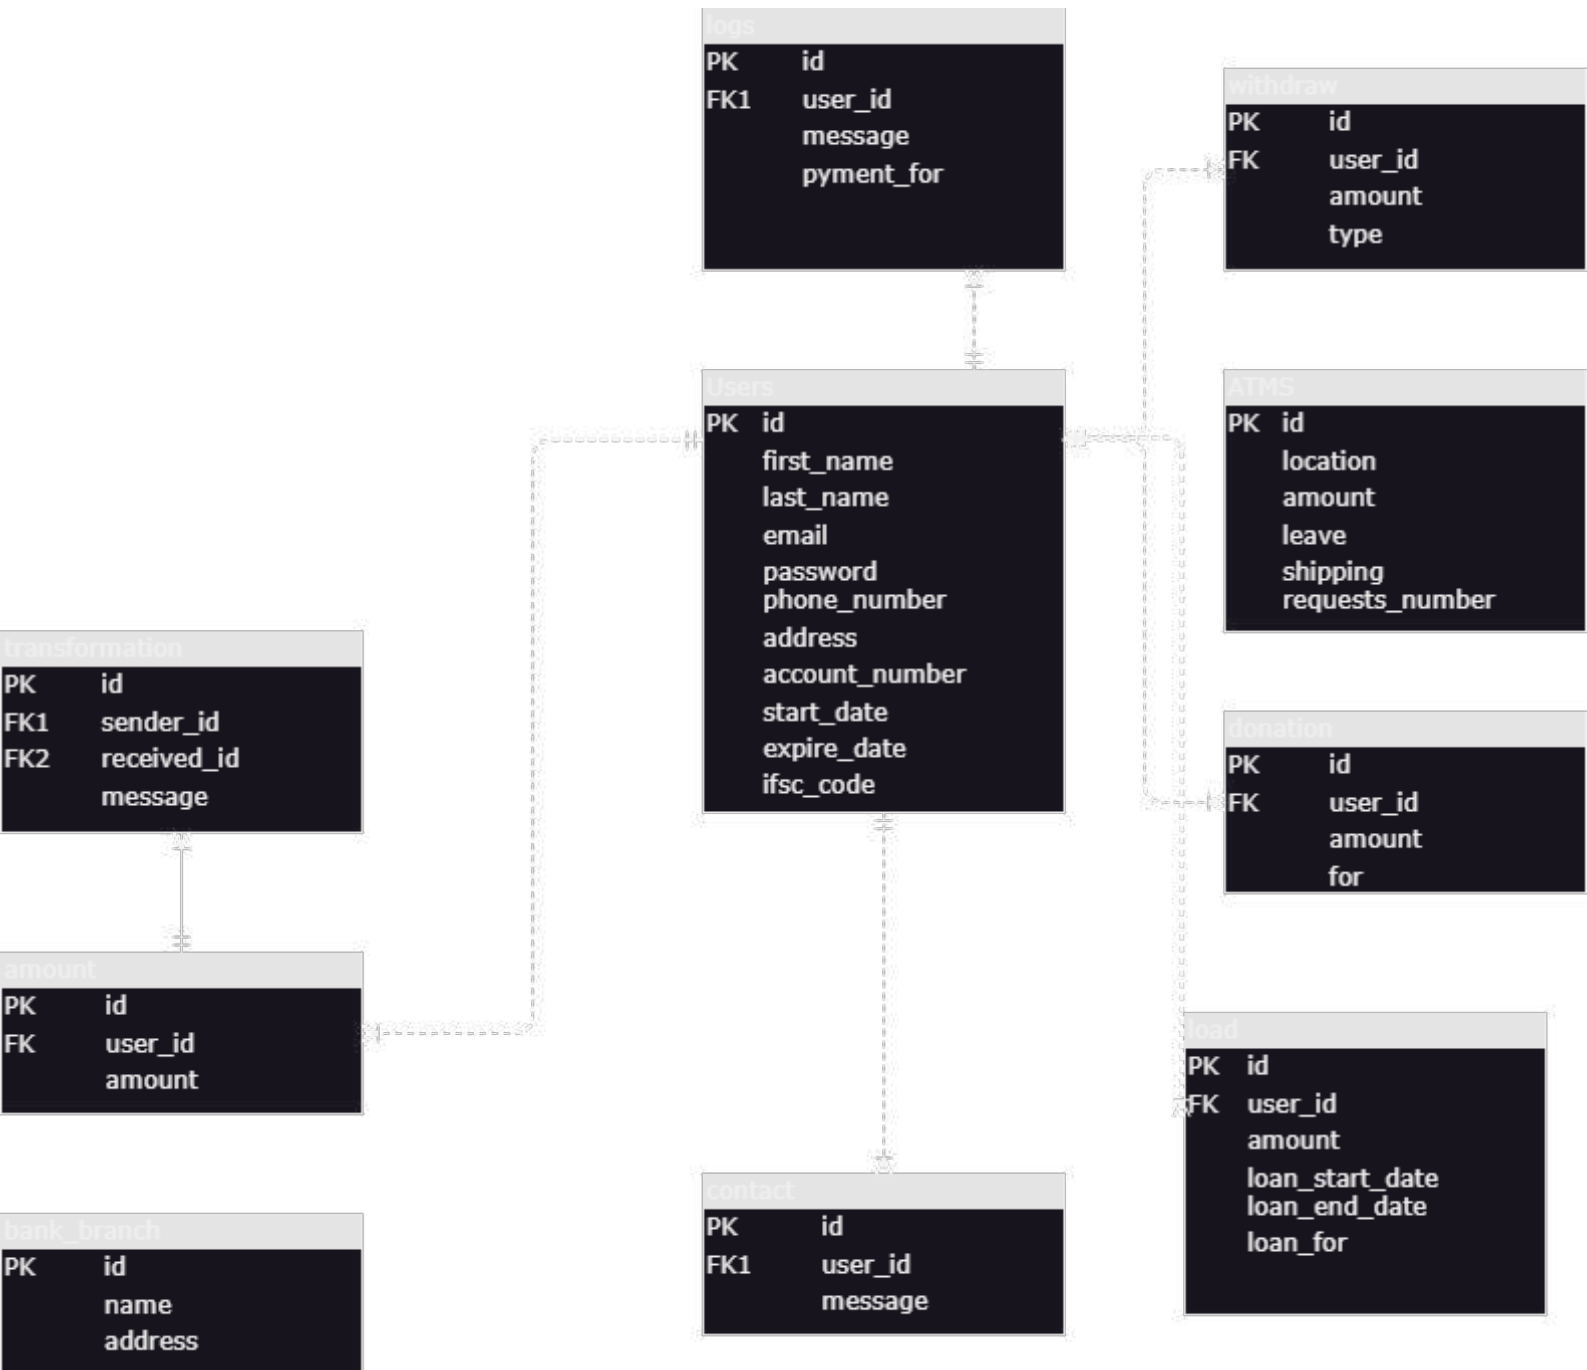 logs
PK id
FK1 user_id
message
pyment_for
withdraw
PK id
FK user_id
amount
type
Users
PK id
first_name
last_name
email
password
phone_number
address
account_number
start_date
expire_date
ifsc_code
ATMS
PK id
location
amount
leave
shipping
requests_number
transformation
PK id
FK1 sender_id
FK2 received_id
message
donation
PK id
FK user_id
amount
for
amount
PK id
FK user_id
amount
load
PK id
FK user_id
amount
loan_start_date
loan_end_date
loan_for
contact
PK id
FK1 user_id
message
bank_branch
PK id
name
address